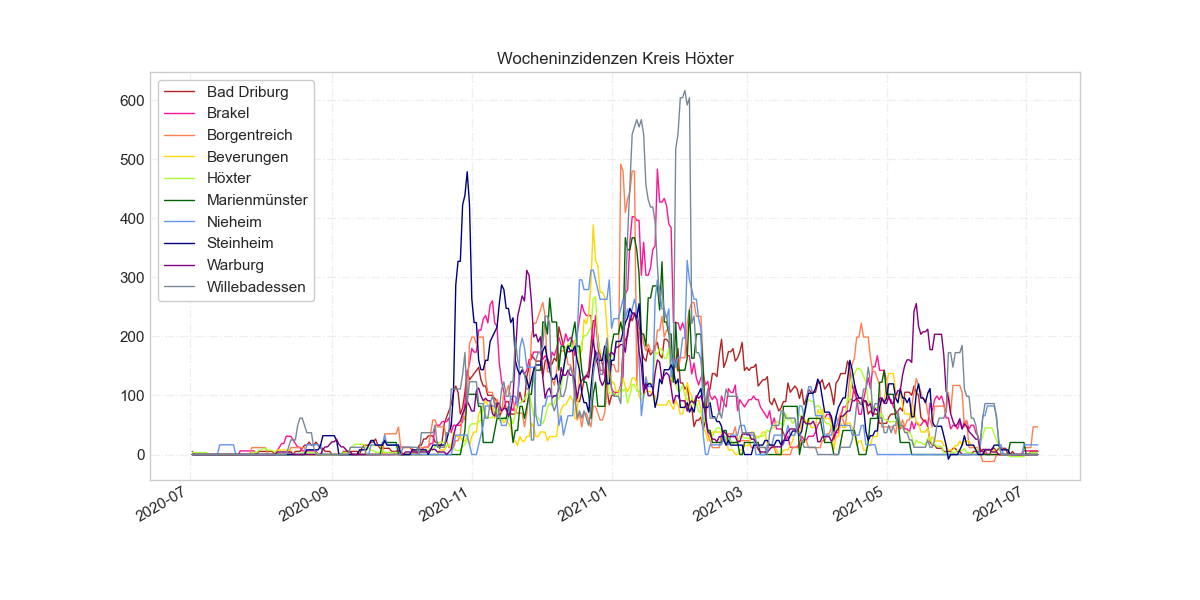 Wocheninzidenzen Kreis Höxter
Bad Driburg
Brakel
Borgentreich
Beverungen
Höxter
Marienmünster
Nieheim
Steinheim
Warburg
Willebadessen
600
500
400
300
200
100
0
2020-07
2020-09
2020-11
2021-01
2021-03
2021-05
2021-07